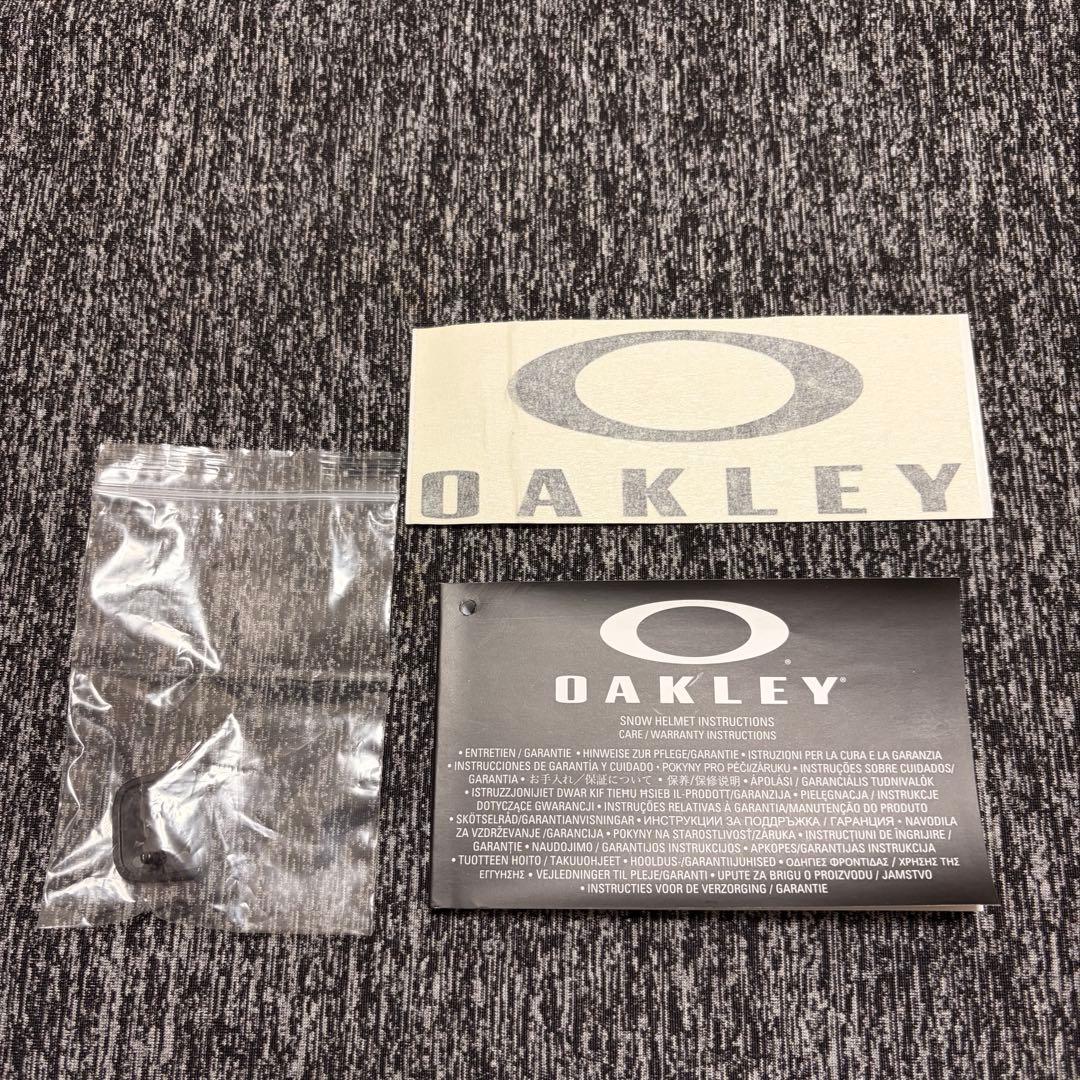 OAKLEY
OAKLEY®
SNOW HELMET INSTRUCTIONS
CARE / WARRANTY INSTRUCTIONS
• ENTRETIEN / GARANTIE • HINWEISE ZUR PFLEGE/GARANTIE • ISTRUZIONI PER LA CURA E LA GARANZIA
• INSTRUCCIONES DE GARANTÍA Y CUIDADO • POKYNY PRO PÉČI/ZÁRUKU • INSTRUÇÕES SOBRE CUIDADOS/
GARANTIA • お手入れ/保証について • 保养/保修说明 • ÁPOLÁSI / GARANCIÁLIS TUDNIVALÓK
• ISTRUZZJONIJIET DWAR KIF TIEĦU ĦSIEB IL-PRODOTT/GARANZIJA • PIELĘGNACJA / INSTRUKCJE
DOTYCZĄCE GWARANCJI • INSTRUÇÕES RELATIVAS À GARANTIA/MANUTENÇÃO DO PRODUTO
• SKÖTSELRÅD/GARANTIANVISNINGAR • ИНСТРУКЦИИ ЗА ПОДДРЪЖКА / ГАРАНЦИЯ • NAVODILA
ZA VZDRŽEVANJE /GARANCIJA • POKYNY NA STAROSTLIVOSŤ/ZÁRUKA • INSTRUCȚIUNI DE ÎNGRIJIRE /
GARANȚIE • NAUDOJIMO / GARANTIJOS INSTRUKCIJOS • APKOPES/GARANTIJAS INSTRUKCIJA
• TUOTTEEN HOITO / TAKUUOHJEET • HOOLDUS-/GARANTIIJUHISED • ΟΔΗΓΙΕΣ ΦΡΟΝΤΙΔΑΣ / ΧΡΗΣΗΣ ΤΗΣ
ΕΓΓΥΗΣΗΣ • VEJLEDNINGER TIL PLEJE/GARANTI • UPUTE ZA BRIGU O PROIZVODU / JAMSTVO
• INSTRUCTIES VOOR DE VERZORGING / GARANTIE